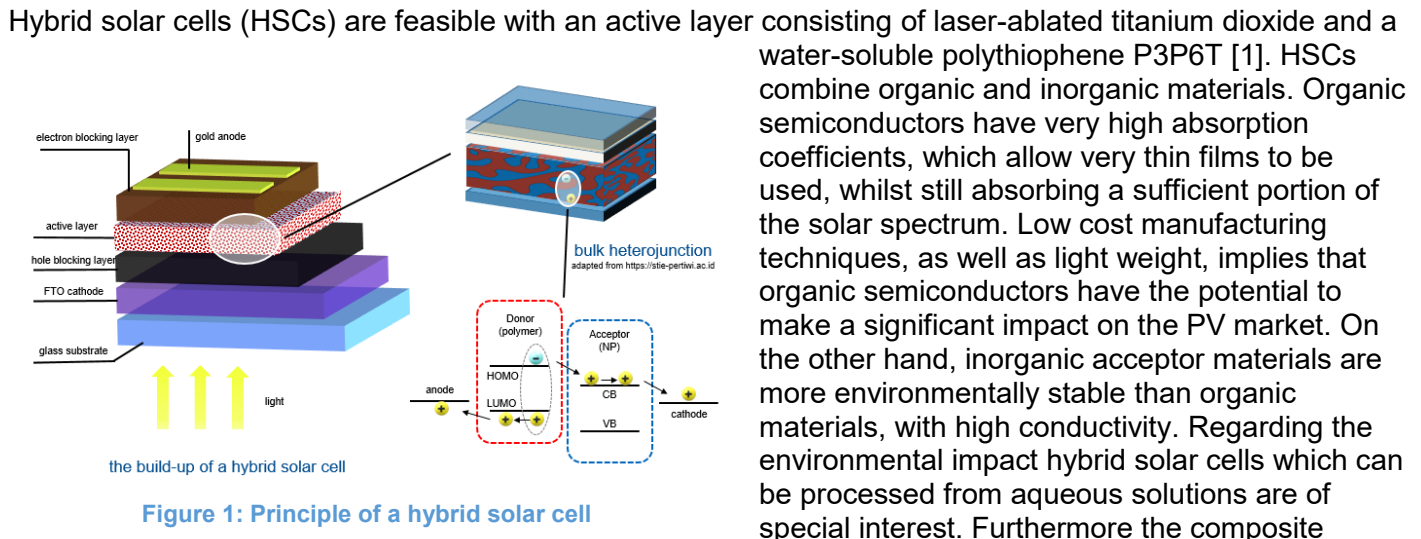 Hybrid solar cells (HSCs) are feasible with an active layer consisting of laser-ablated titanium dioxide and a
water-soluble polythiophene P3P6T [1]. HSCs
combine organic and inorganic materials. Organic
semiconductors have very high absorption
coefficients, which allow very thin films to be
used, whilst still absorbing a sufficient portion of
the solar spectrum. Low cost manufacturing
techniques, as well as light weight, implies that
organic semiconductors have the potential to
make a significant impact on the PV market. On
the other hand, inorganic acceptor materials are
more environmentally stable than organic
materials, with high conductivity. Regarding the
environmental impact hybrid solar cells which can
be processed from aqueous solutions are of
special interest. Furthermore the composite
electron blocking layer
gold anode
active layer
hole blocking layer
FTO cathode
glass substrate
light
the build-up of a hybrid solar cell
bulk heterojunction
adapted from https://stie-pertiwi.ac.id
Donor
(polymer)
−
HOMO
LUMO
+ +
anode
+
Acceptor
(NP)
+ +
CB
VB
+
cathode
Figure 1: Principle of a hybrid solar cell